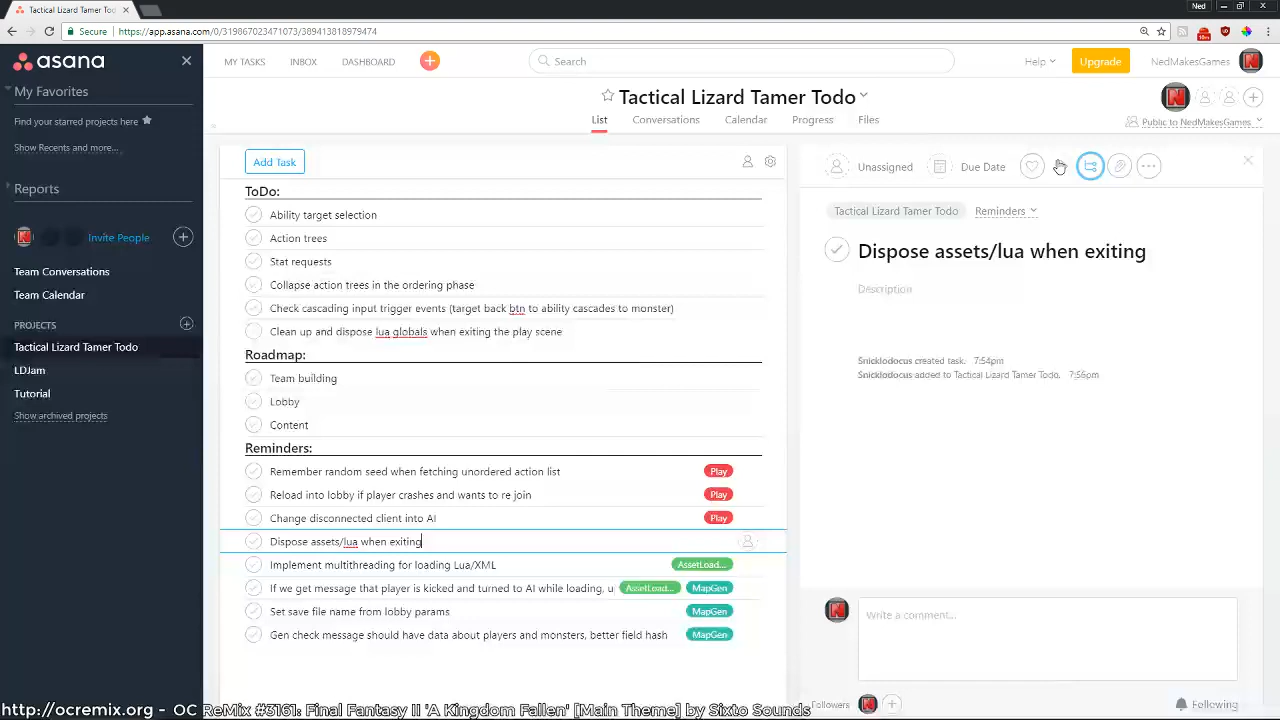 Tactical Lizard Tamer Todo
Ned
Secure
https://app.asana.com/0/319867023471073/389413818979474
asana
MY TASKS
INBOX
DASHBOARD
Search
Help
Upgrade
NedMakesGames
My Favorites
Find your starred projects here
Show Recents and more...
Reports
Invite People
Team Conversations
Team Calendar
PROJECTS
Tactical Lizard Tamer Todo
LDJam
Tutorial
Show archived projects
Tactical Lizard Tamer Todo
List
Conversations
Calendar
Progress
Files
Public to NedMakesGames
Add Task
ToDo:
Ability target selection
Action trees
Stat requests
Collapse action trees in the ordering phase
Check cascading input trigger events (target back btn to ability cascades to monster)
Clean up and dispose lua globals when exiting the play scene
Roadmap:
Team building
Lobby
Content
Reminders:
Remember random seed when fetching unordered action list Play
Reload into lobby if player crashes and wants to re join Play
Change disconnected client into AI Play
Dispose assets/lua when exiting
Implement multithreading for loading Lua/XML AssetLoad...
If we get message that player is kicked and turned to AI while loading, u AssetLoad... MapGen
Set save file name from lobby params MapGen
Gen check message should have data about players and monsters, better field hash MapGen
Unassigned
Due Date
Tactical Lizard Tamer Todo
Reminders
Dispose assets/lua when exiting
Description
Snicklodocus created task. 7:54pm
Snicklodocus added to Tactical Lizard Tamer Todo. 7:56pm
Write a comment...
Followers
Following
http://ocremix.org - OC ReMix #3161: Final Fantasy II 'A Kingdom Fallen' [Main Theme] by Sixto Sounds